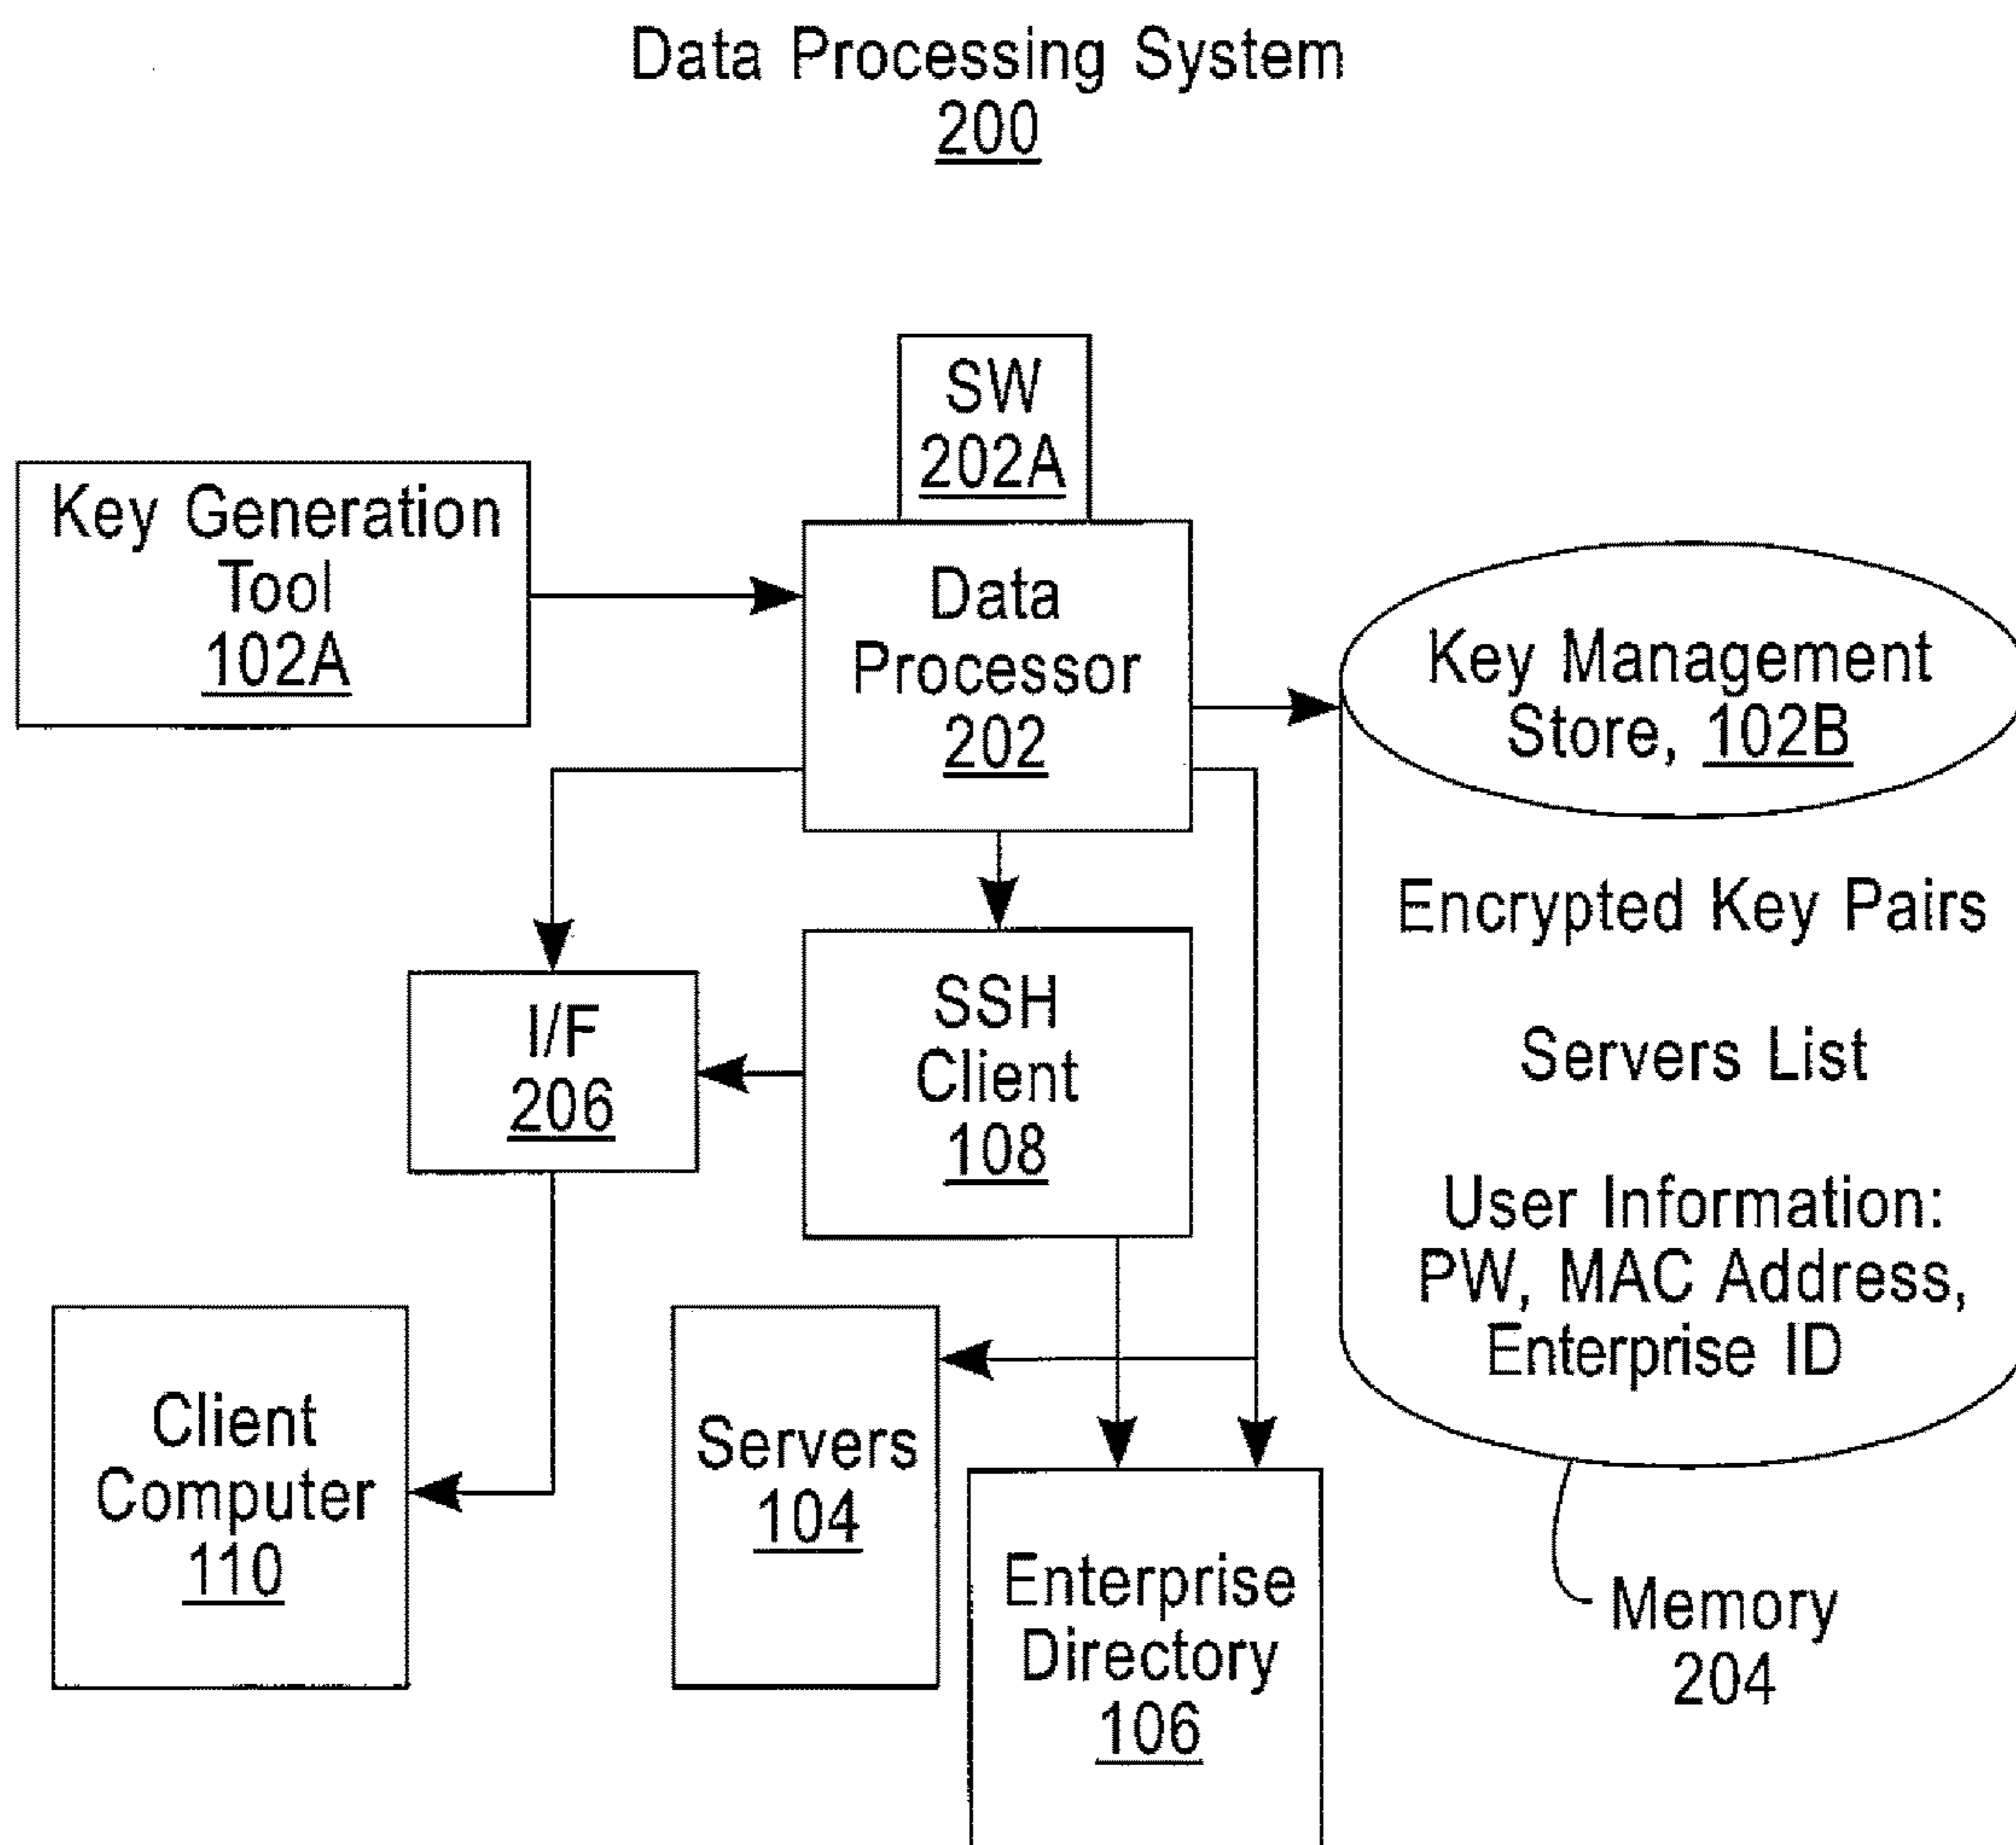 Data Processing System
200
SW
202A
Key Generation
Tool
102A
Data
Processor
202
Key Management
Store, 102B
Encrypted Key Pairs
Servers List
User Information:
PW, MAC Address,
Enterprise ID
I/F
206
SSH
Client
108
Client
Computer
110
Servers
104
Enterprise
Directory
106
Memory
204